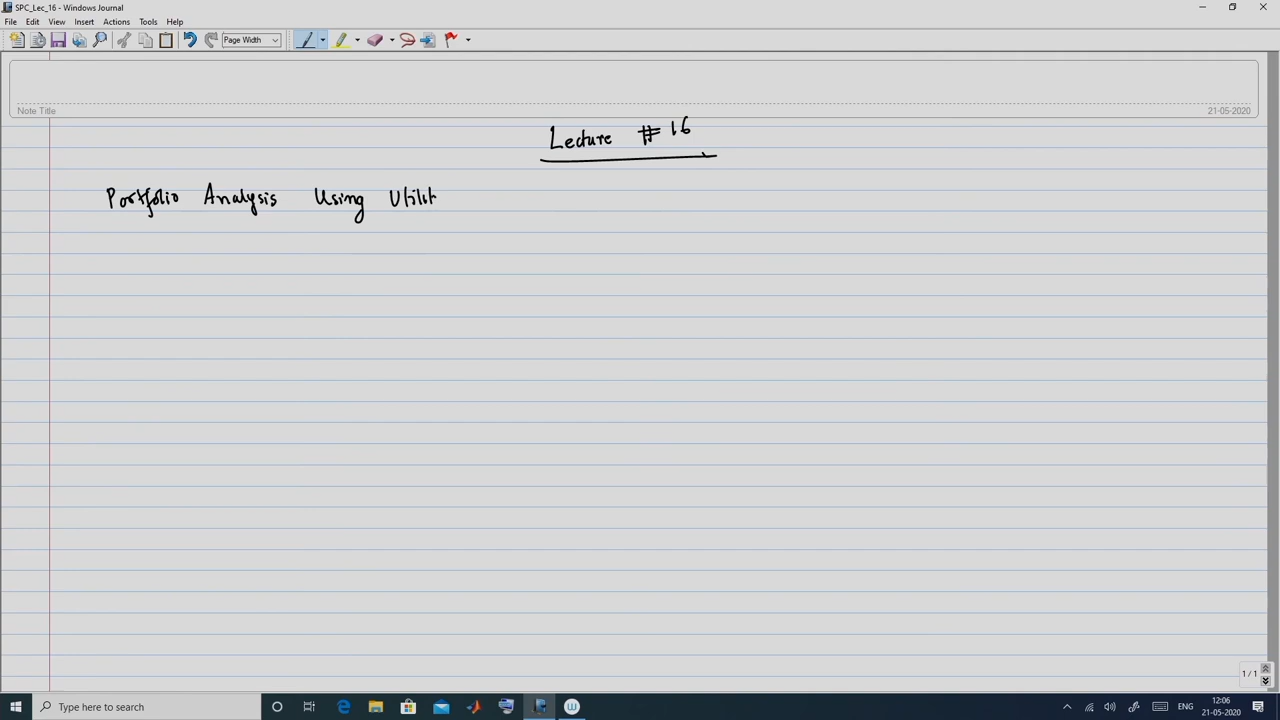 SPC_Lec_16 - Windows Journal
File Edit View Insert Actions Tools Help
Page Width
Note Title
21-05-2020
Lecture # 16
Portfolio Analysis Using Utilit
1/1
Type here to search
ENG
12:06
21-05-2020